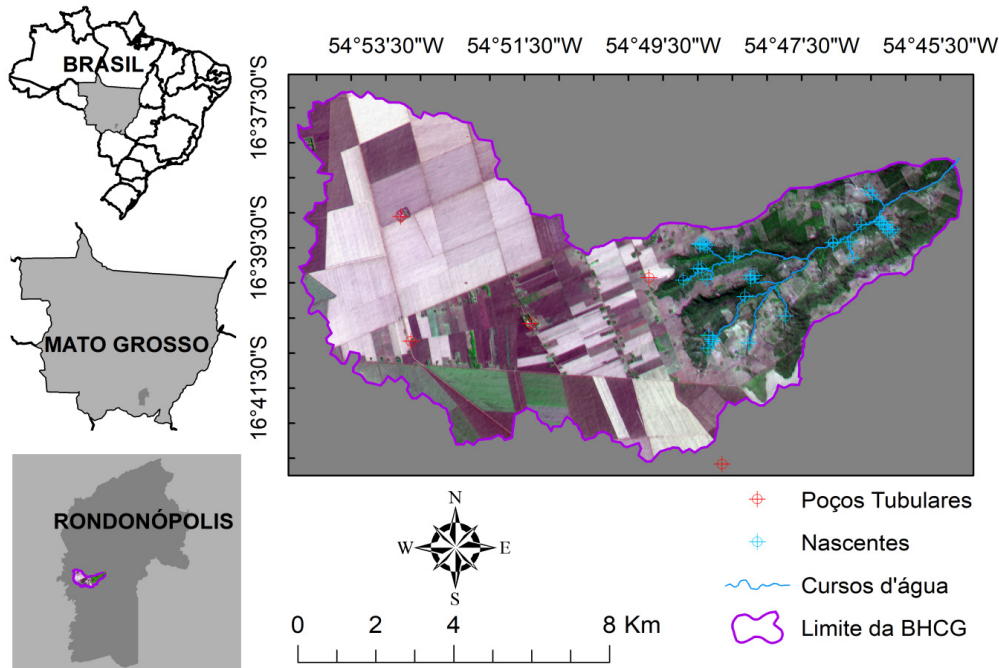 BRASIL
MATO GROSSO
RONDONÓPOLIS
54°53'30"W 54°51'30"W 54°49'30"W 54°47'30"W 54°45'30"W
16°37'30"S
16°39'30"S
16°41'30"S
N
W E
S
0 2 4 8 Km
Poços Tubulares
Nascentes
Cursos d'água
Limite da BHCG